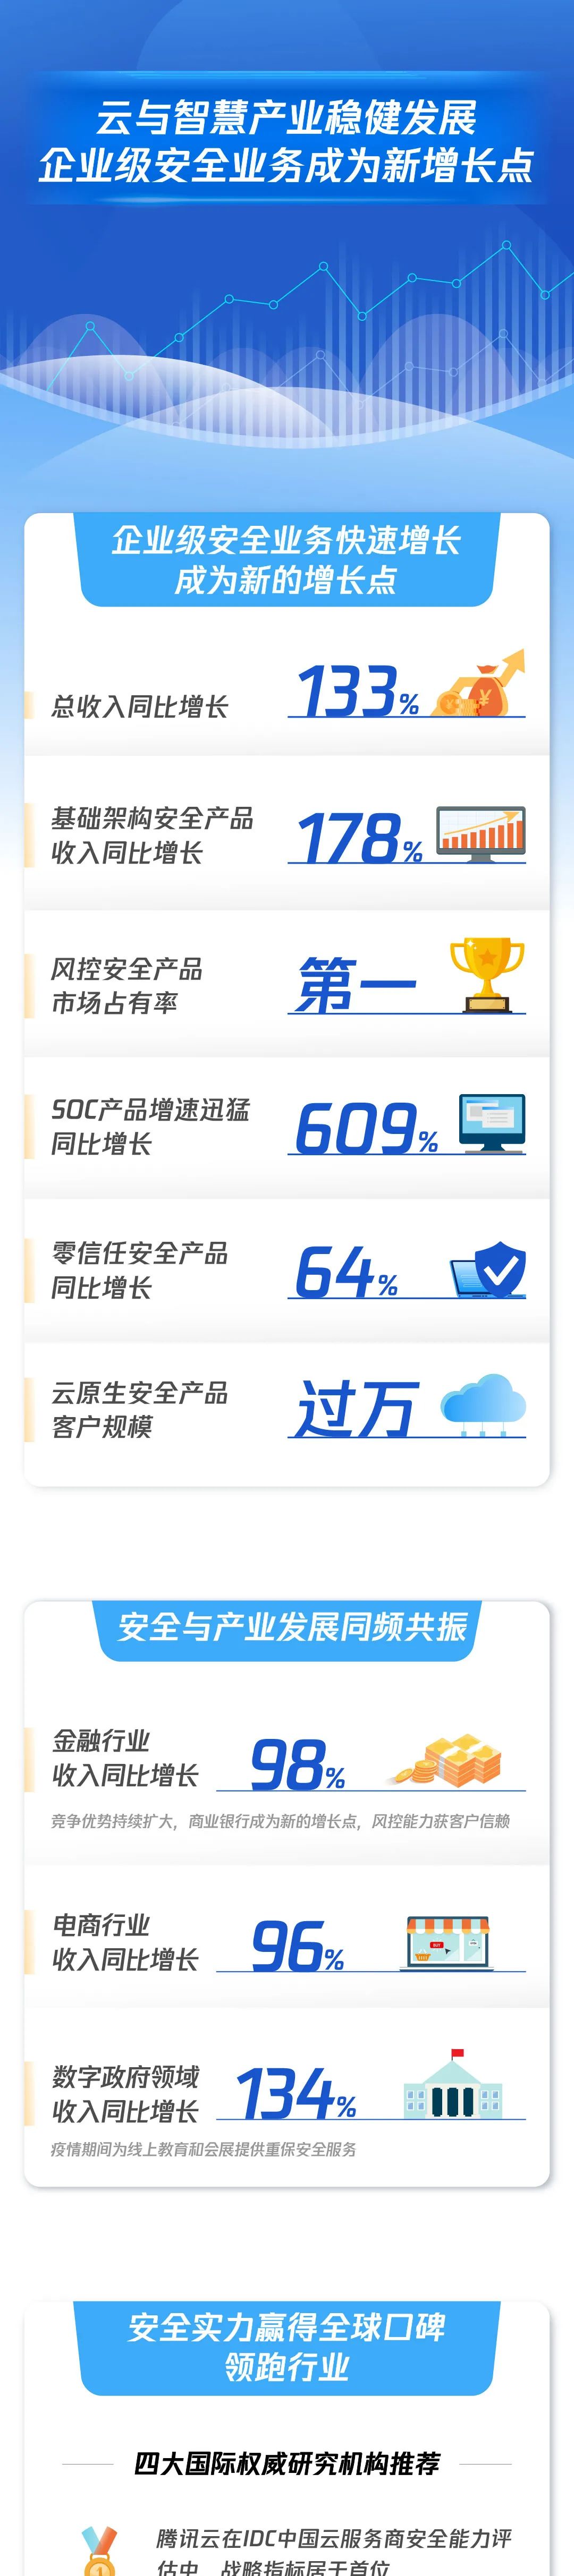 云与智慧产业稳健发展
企业级安全业务成为新增长点
企业级安全业务快速增长
成为新的增长点
总收入同比增长
133%
基础架构安全产品
收入同比增长
178%
风控安全产品
市场占有率
第一
SOC产品增速迅猛
同比增长
609%
零信任安全产品
同比增长
64%
云原生安全产品
客户规模
过万
安全与产业发展同频共振
金融行业
收入同比增长
98%
竞争优势持续扩大，商业银行成为新的增长点，风控能力获客户信赖
电商行业
收入同比增长
96%
数字政府领域
收入同比增长
134%
疫情期间为线上教育和会展提供重保安全服务
安全实力赢得全球口碑
领跑行业
四大国际权威研究机构推荐
腾讯云在IDC中国云服务商安全能力评
估中，战略指标居于首位